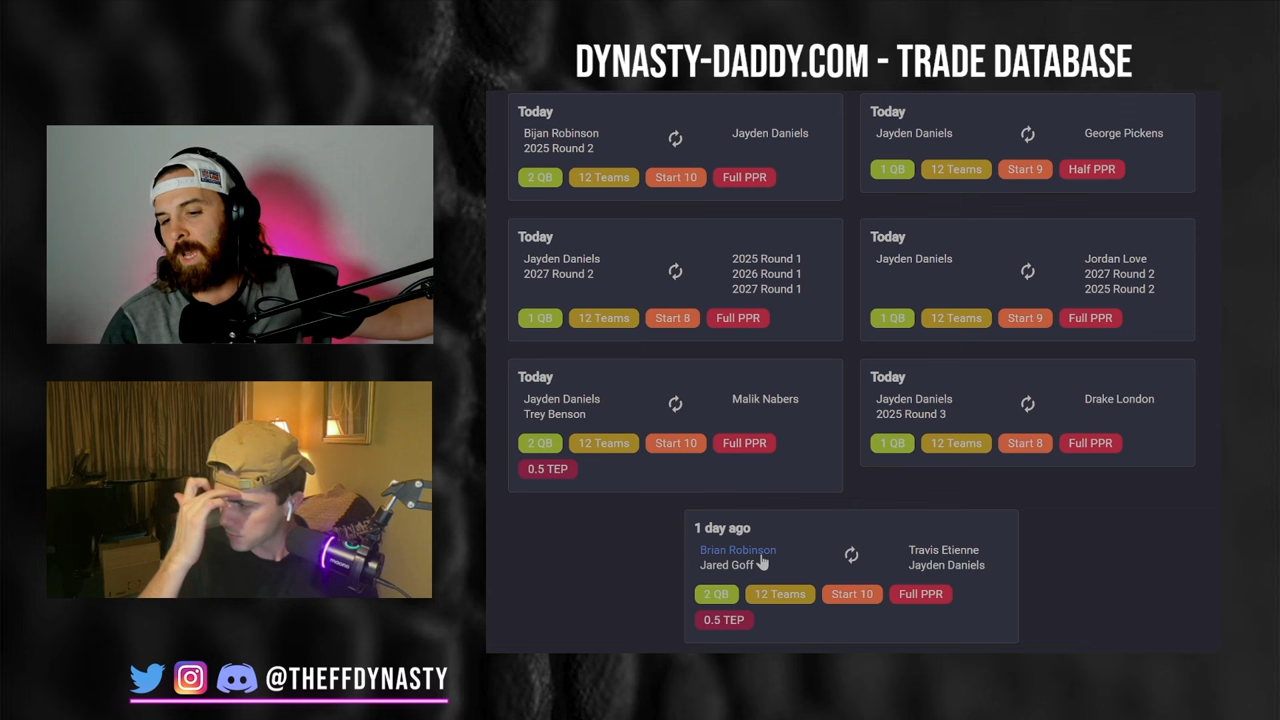 DYNASTY-DADDY.COM - TRADE DATABASE
Today
Bijan Robinson
2025 Round 2
Jayden Daniels
2 QB
12 Teams
Start 10
Full PPR
Today
Jayden Daniels
George Pickens
1 QB
12 Teams
Start 9
Half PPR
Today
Jayden Daniels
2027 Round 2
2025 Round 1
2026 Round 1
2027 Round 1
1 QB
12 Teams
Start 8
Full PPR
Today
Jayden Daniels
Jordan Love
2027 Round 2
2025 Round 2
1 QB
12 Teams
Start 9
Full PPR
Today
Jayden Daniels
Trey Benson
Malik Nabers
2 QB
12 Teams
Start 10
Full PPR
0.5 TEP
Today
Jayden Daniels
2025 Round 3
Drake London
1 QB
12 Teams
Start 8
Full PPR
1 day ago
Brian Robinson
Jared Goff
Travis Etienne
Jayden Daniels
2 QB
12 Teams
Start 10
Full PPR
0.5 TEP
@THEFFDYNASTY